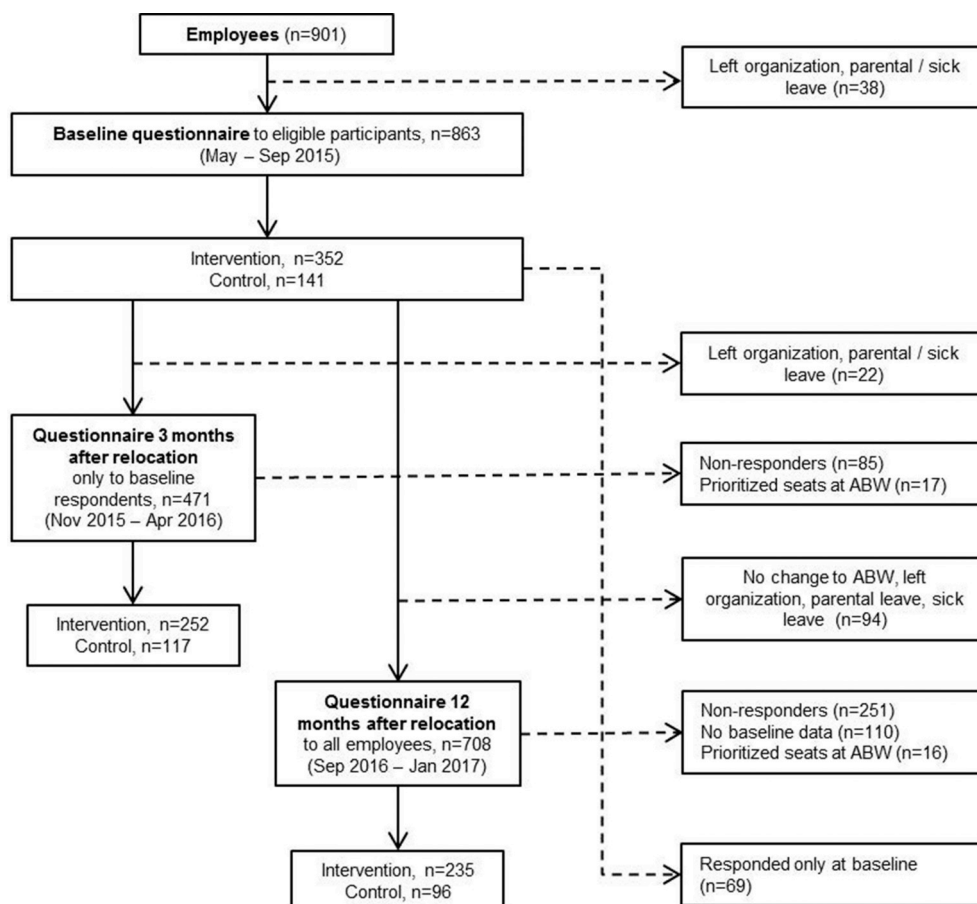 Employees (n=901)
Left organization, parental / sick
leave (n=38)
Baseline questionnaire to eligible participants, n=863
(May – Sep 2015)
Intervention, n=352
Control, n=141
Left organization, parental / sick
leave (n=22)
Questionnaire 3 months
after relocation
only to baseline
respondents, n=471
(Nov 2015 – Apr 2016)
Non-responders (n=85)
Prioritized seats at ABW (n=17)
No change to ABW, left
organization, parental leave, sick
leave (n=94)
Intervention, n=252
Control, n=117
Questionnaire 12
months after relocation
to all employees, n=708
(Sep 2016 – Jan 2017)
Non-responders (n=251)
No baseline data (n=110)
Prioritized seats at ABW (n=16)
Intervention, n=235
Control, n=96
Responded only at baseline
(n=69)